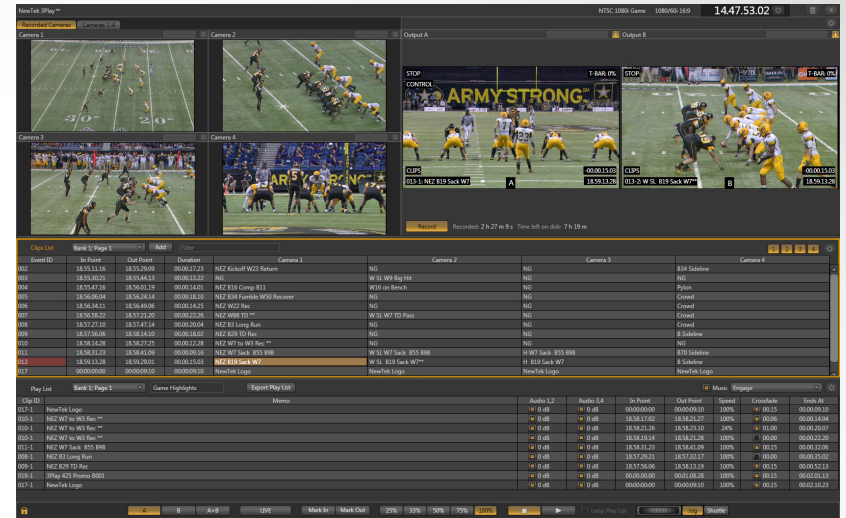 NewTek 3Play™ NTSC 1080i Game 1080/60i 16:9 14.47.53.02 X
Recorded Cameras Cameras 1-4
Camera 1 Camera 2 Output A Output B
STOP T-BAR: 0% STOP T-BAR: 0%
CONTROL
ARMY STRONG
Camera 3 Camera 4
CLIPS -00.00.15.03 CLIPS -00.00.15.03
013-1: NEZ B19 Sack W7 A 18.59.13.28 013-2: W SL B19 Sack W7** B 18.59.13.28
Record Recorded: 2 h 27 m 9 s Time left on disk: 7 h 19 m
Clips List Bank 1; Page 1 Add Filter 1 2 3 4
Event ID In Point Out Point Duration Camera 1 Camera 2 Camera 3 Camera 4
002 18.55.11.16 18.55.29.09 00.00.17.23 NEZ Kickoff W23 Return NG NG B34 Sideline
003 18.55.30.21 18.55.44.13 00.00.13.22 NG W SL W9 Big Hit NG NG
004 18.55.47.16 18.56.01.19 00.00.14.01 NEZ B16 Comp B11 W16 on Bench NG Pylon
005 18.56.06.04 18.56.24.14 00.00.18.10 NEZ B34 Fumble W50 Recover NG NG Crowd
006 18.56.34.11 18.56.49.06 00.00.14.25 NEZ W22 Rec NG NG Crowd
007 18.56.58.22 18.57.21.20 00.00.22.26 NEZ W88 TD ** W SL W7 TD Pass NG Crowd
008 18.57.27.10 18.57.47.14 00.00.20.04 NEZ B3 Long Run NG NG Crowd
009 18.57.56.06 18.58.14.10 00.00.18.02 NEZ B29 TD Rec NG NG B Sideline
010 18.58.14.28 18.58.27.25 00.00.12.28 NEZ W7 to W3 Rec ** NG NG NG
011 18.58.31.23 18.58.41.09 00.00.09.16 NEZ W7 Sack B55 B98 W SL W7 Sack B55 B98 H W7 Sack B55 B98 B70 Sideline
013 18.59.13.28 18.59.29.01 00.00.15.03 NEZ B19 Sack W7 W SL B19 Sack W7** H B19 Sack W7 B Sideline
017 00.00.00.00 00.00.09.10 00.00.09.10 NewTek Logo NewTek Logo NewTek Logo NewTek Logo
Play List Bank 1; Page 1 Game Highlights Export Play List Music Engage
Clip ID Memo Audio 1,2 Audio 3,4 In Point Out Point Speed Crossfade Ends At
017-1 NewTek Logo 0 dB 0 dB 00.00.00.00 00.00.09.10 100% 00.15 00.00.09.10
010-1 NEZ W7 to W3 Rec ** 0 dB 0 dB 18.58.17.02 18.58.21.27 100% 00.06 00.00.14.04
010-1 NEZ W7 to W3 Rec ** 0 dB 0 dB 18.58.21.26 18.58.23.10 24% 01.00 00.00.20.07
010-1 NEZ W7 to W3 Rec ** 0 dB 0 dB 18.58.19.14 18.58.21.28 100% 00.00 00.00.22.20
011-1 NEZ W7 Sack B55 B98 0 dB 0 dB 18.58.31.23 18.58.41.09 100% 00.15 00.00.32.06
008-1 NEZ B3 Long Run 0 dB 0 dB 18.57.29.21 18.57.32.17 100% 00.00 00.00.35.02
009-1 NEZ B29 TD Rec 0 dB 0 dB 18.57.56.06 18.58.13.19 100% 00.15 00.00.52.13
019-1 3Play 425 Promo B001 0 dB 0 dB 00.00.00.00 00.01.08.28 100% 00.15 00.02.01.13
017-1 NewTek Logo 0 dB 0 dB 00.00.00.00 00.00.09.10 100% 00.15 00.02.10.23
A B A+B LIVE Mark In Mark Out 25% 33% 50% 75% 100% Loop Play List Jog Shuttle